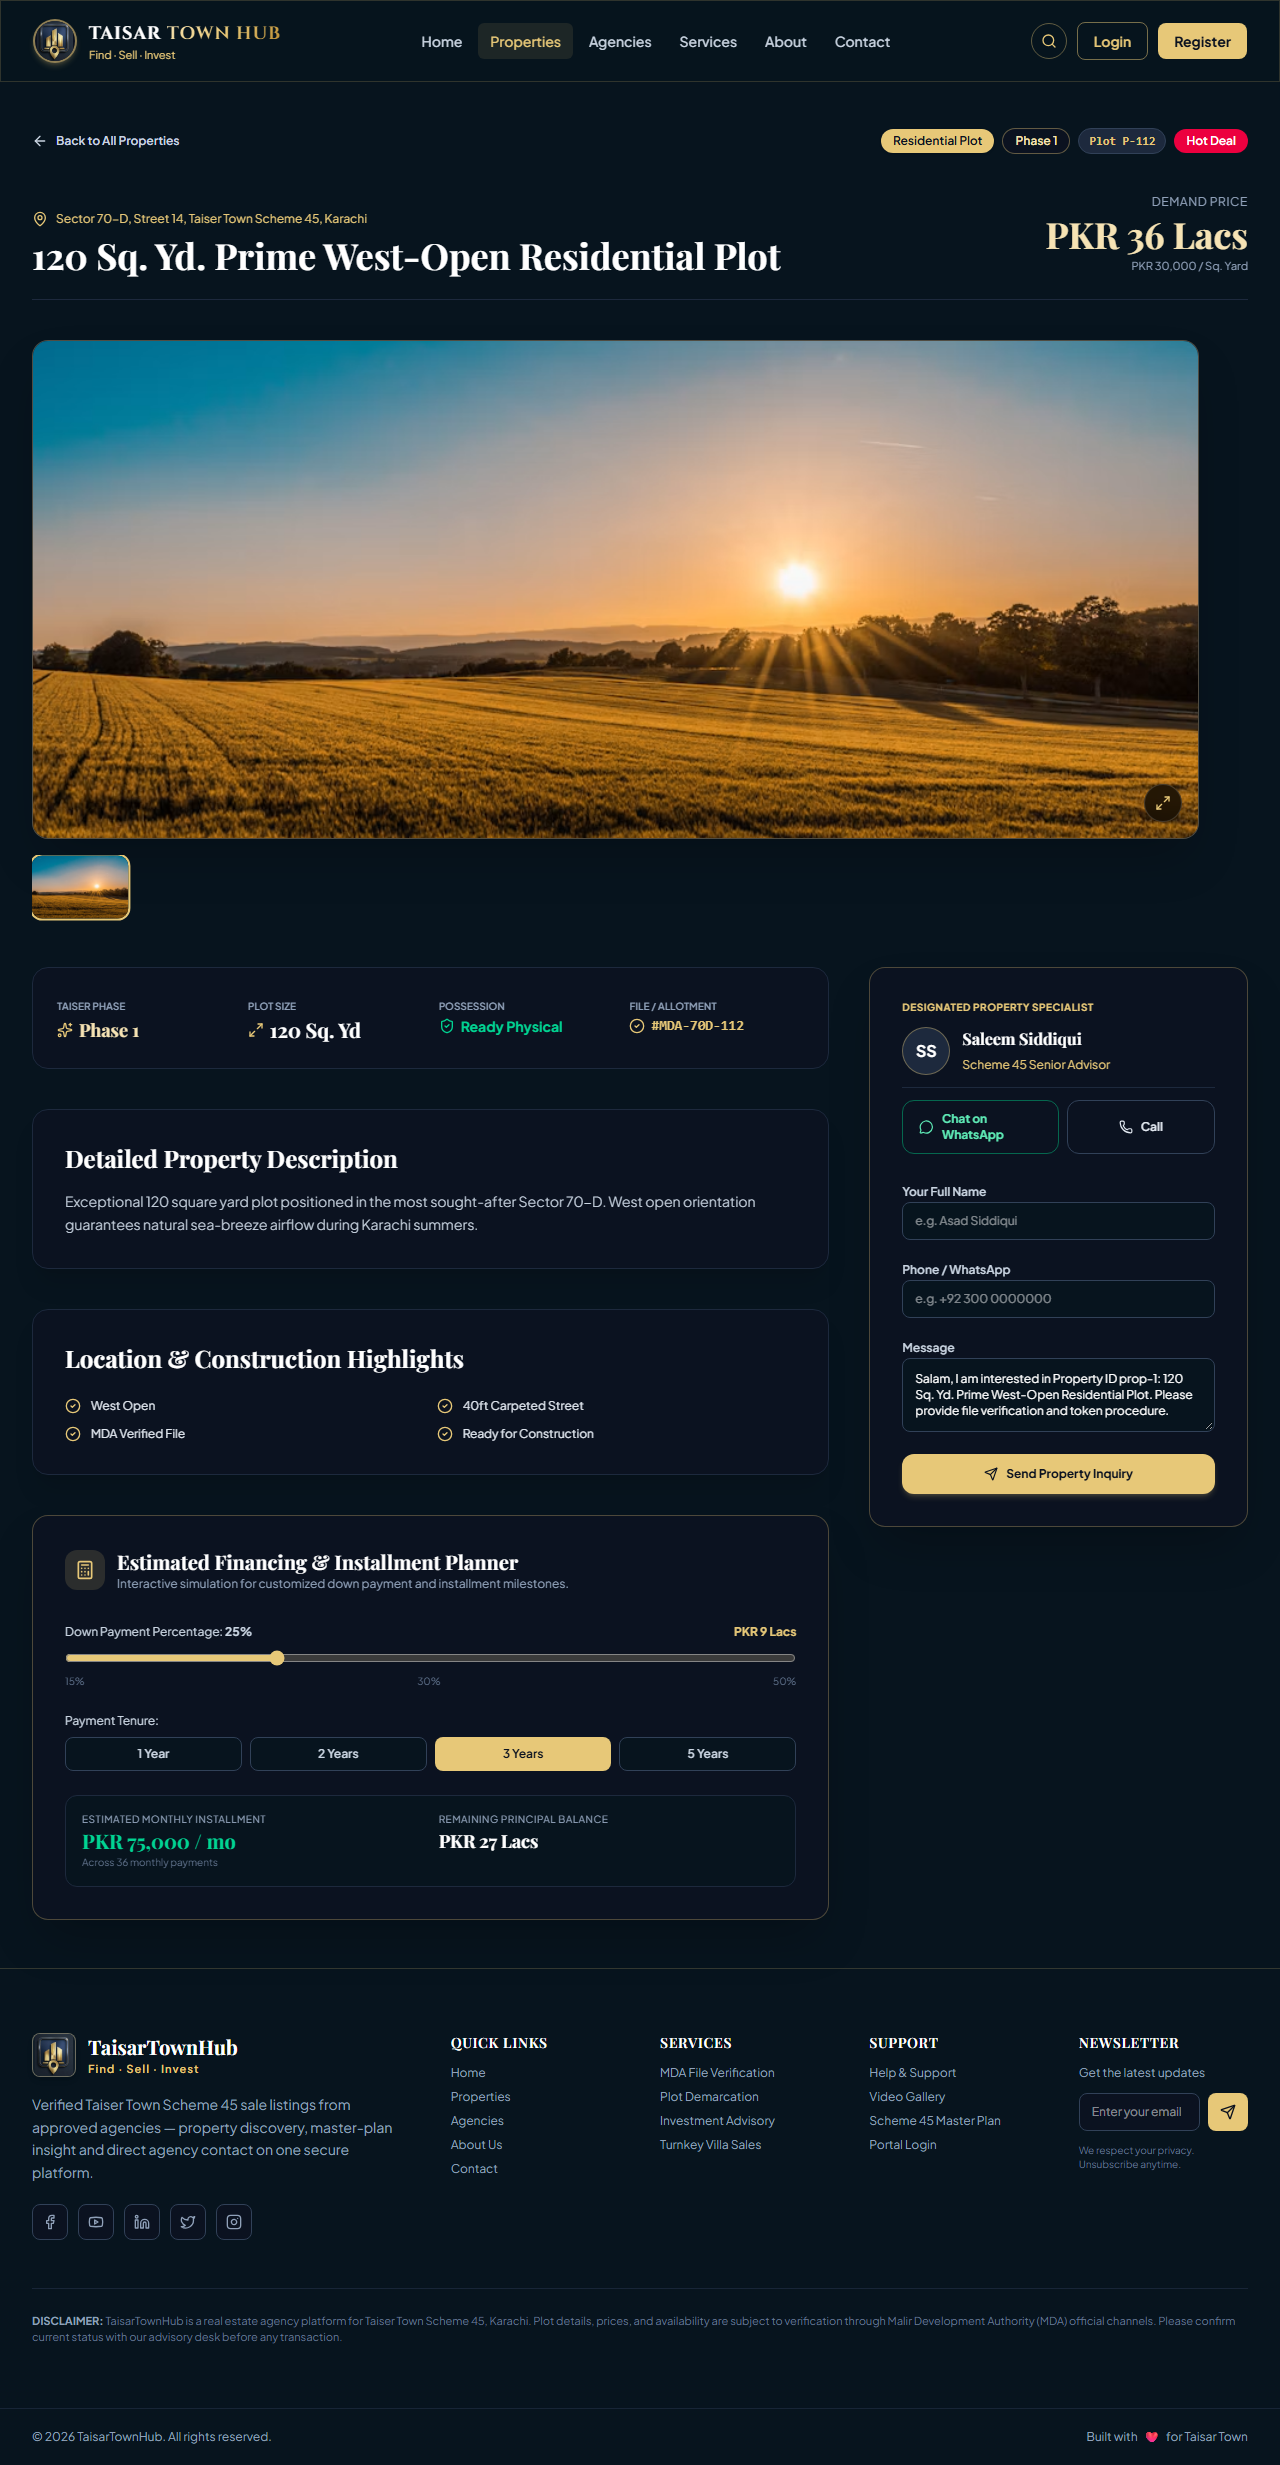 TAISAR TOWN HUB
Find · Sell · Invest
Home
Properties
Agencies
Services
About
Contact
Login
Register
Back to All Properties
Residential Plot
Phase 1
Plot P-112
Hot Deal
Sector 70-D, Street 14, Taiser Town Scheme 45, Karachi
120 Sq. Yd. Prime West-Open Residential Plot
DEMAND PRICE
PKR 36 Lacs
PKR 30,000 / Sq. Yard
TAISER PHASE
Phase 1
PLOT SIZE
120 Sq. Yd
POSSESSION
Ready Physical
FILE / ALLOTMENT
#MDA-70D-112
Detailed Property Description
Exceptional 120 square yard plot positioned in the most sought-after Sector 70-D. West open orientation
guarantees natural sea-breeze airflow during Karachi summers.
Location & Construction Highlights
West Open
40ft Carpeted Street
MDA Verified File
Ready for Construction
Estimated Financing & Installment Planner
Interactive simulation for customized down payment and installment milestones.
Down Payment Percentage: 25%
PKR 9 Lacs
15%
30%
50%
Payment Tenure:
1 Year
2 Years
3 Years
5 Years
ESTIMATED MONTHLY INSTALLMENT
PKR 75,000 / mo
Across 36 monthly payments
REMAINING PRINCIPAL BALANCE
PKR 27 Lacs
DESIGNATED PROPERTY SPECIALIST
SS
Saleem Siddiqui
Scheme 45 Senior Advisor
Chat on
WhatsApp
Call
Your Full Name
e.g. Asad Siddiqui
Phone / WhatsApp
e.g. +92 300 0000000
Message
Salam, I am interested in Property ID prop-1: 120
Sq. Yd. Prime West-Open Residential Plot. Please
provide file verification and token procedure.
Send Property Inquiry
TaisarTownHub
Find · Sell · Invest
Verified Taiser Town Scheme 45 sale listings from
approved agencies — property discovery, master-plan
insight and direct agency contact on one secure
platform.
QUICK LINKS
Home
Properties
Agencies
About Us
Contact
SERVICES
MDA File Verification
Plot Demarcation
Investment Advisory
Turnkey Villa Sales
SUPPORT
Help & Support
Video Gallery
Scheme 45 Master Plan
Portal Login
NEWSLETTER
Get the latest updates
Enter your email
We respect your privacy.
Unsubscribe anytime.
DISCLAIMER: TaisarTownHub is a real estate agency platform for Taiser Town Scheme 45, Karachi. Plot details, prices, and availability are subject to verification through Malir Development Authority (MDA) official channels. Please confirm
current status with our advisory desk before any transaction.
© 2026 TaisarTownHub. All rights reserved.
Built with ❤ for Taisar Town